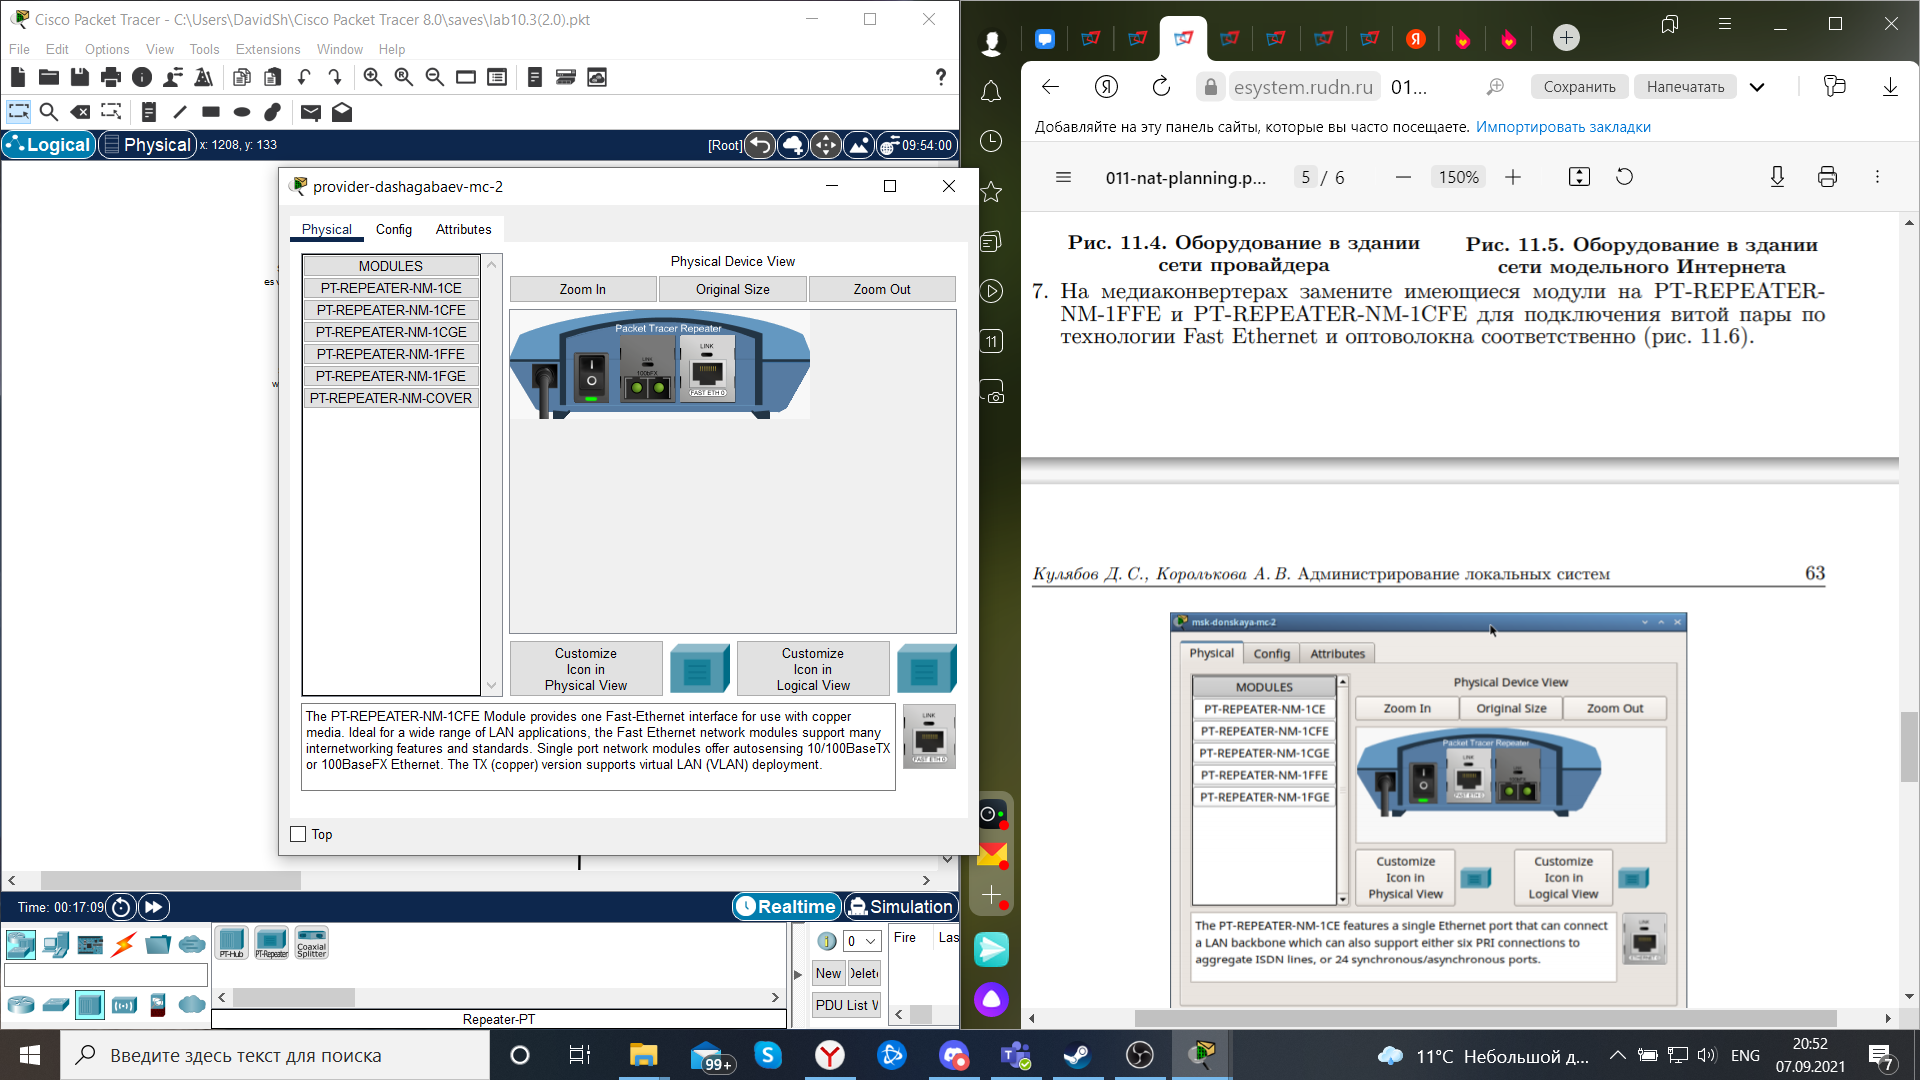 Cisco Packet Tracer - C:\Users\DavidSh\Cisco Packet Tracer 8.0\saves\lab10.3(2.0).pkt
File Edit Options View Tools Extensions Window Help
Logical Physical x: 1208, y: 133 [Root] 09:54:00
provider-dashagabaev-mc-2
Physical Config Attributes
MODULES
PT-REPEATER-NM-1CE
PT-REPEATER-NM-1CFE
PT-REPEATER-NM-1CGE
PT-REPEATER-NM-1FFE
PT-REPEATER-NM-1FGE
PT-REPEATER-NM-COVER
Physical Device View
Zoom In Original Size Zoom Out
Packet Tracer Repeater
LINK
LINK
100bFX
FAST ETH 0
Customize
Icon in
Physical View
Customize
Icon in
Logical View
The PT-REPEATER-NM-1CFE Module provides one Fast-Ethernet interface for use with copper
media. Ideal for a wide range of LAN applications, the Fast Ethernet network modules support many
internetworking features and standards. Single port network modules offer autosensing 10/100BaseTX
or 100BaseFX Ethernet. The TX (copper) version supports virtual LAN (VLAN) deployment.
LINK
FAST ETH 0
Top
es v
w
Time: 00:17:09
Realtime Simulation
PT-Hub PT-Repeater Coaxial
Splitter
0
Fire Las
New Delet
PDU List W
Repeater-PT
esystem.rudn.ru 01...
Сохранить Напечатать
Добавляйте на эту панель сайты, которые вы часто посещаете. Импортировать закладки
011-nat-planning.p... 5 / 6 150%
11
Рис. 11.4. Оборудование в здании
сети провайдера
Рис. 11.5. Оборудование в здании
сети модельного Интернета
7. На медиаконвертерах замените имеющиеся модули на PT-REPEATER-
NM-1FFE и PT-REPEATER-NM-1CFE для подключения витой пары по
технологии Fast Ethernet и оптоволокна соответственно (рис. 11.6).
Кулябов Д. С., Королькова А. В. Администрирование локальных систем 63
msk-donskaya-mc-2
Physical Config Attributes
MODULES
PT-REPEATER-NM-1CE
PT-REPEATER-NM-1CFE
PT-REPEATER-NM-1CGE
PT-REPEATER-NM-1FFE
PT-REPEATER-NM-1FGE
Physical Device View
Zoom In Original Size Zoom Out
Packet Tracer Repeater
Customize
Icon in
Physical View
Customize
Icon in
Logical View
The PT-REPEATER-NM-1CE features a single Ethernet port that can connect
a LAN backbone which can also support either six PRI connections to
aggregate ISDN lines, or 24 synchronous/asynchronous ports.
Введите здесь текст для поиска
99+
11°C Небольшой д... ENG
20:52
07.09.2021
7